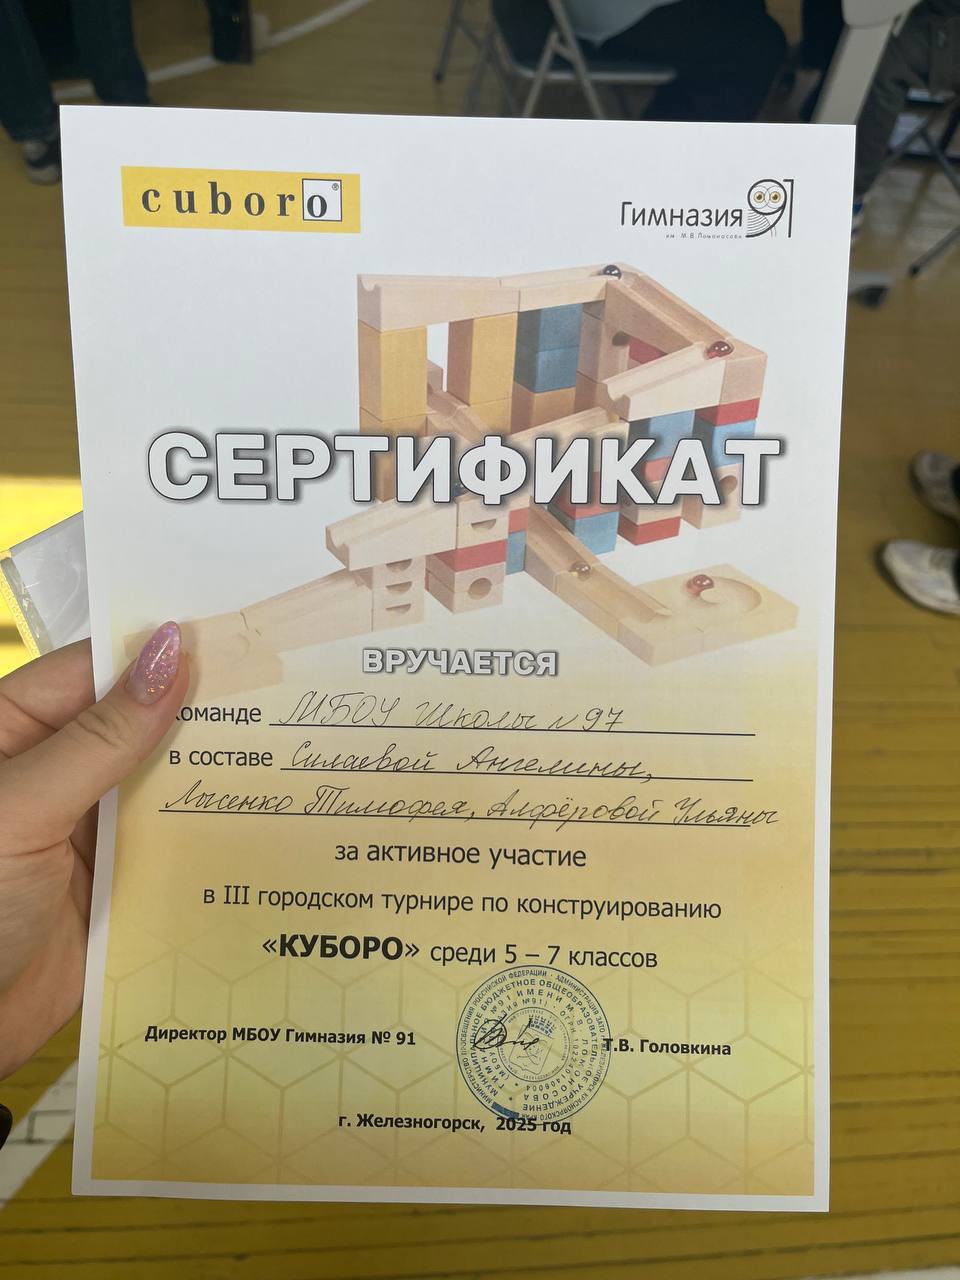 cuboro®
Гимназия 91
им. М.В. Ломоносова
СЕРТИФИКАТ
ВРУЧАЕТСЯ
команде МБОУ Школы №97
в составе Силаевой Ангелины,
Лысенко Тимофея, Алфёровой Ульяны
за активное участие
в III городском турнире по конструированию
«КУБОРО» среди 5 – 7 классов
Директор МБОУ Гимназия № 91 Т.В. Головкина
г. Железногорск, 2025 год